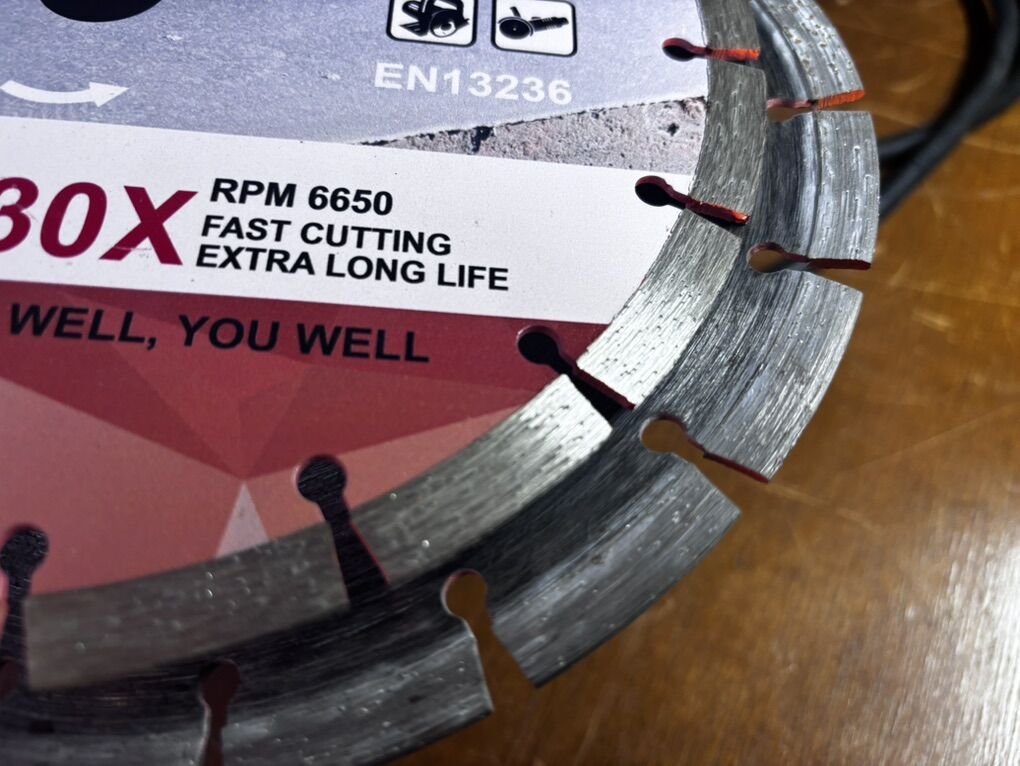 EN13236
30X
RPM 6650
FAST CUTTING
EXTRA LONG LIFE
WELL, YOU WELL